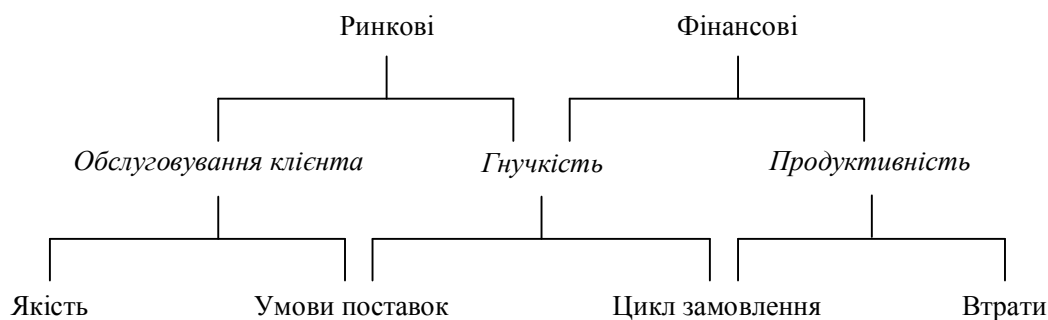 Ринкові Фінансові
Обслуговування клієнта Гнучкість Продуктивність
Якість Умови поставок Цикл замовлення Втрати